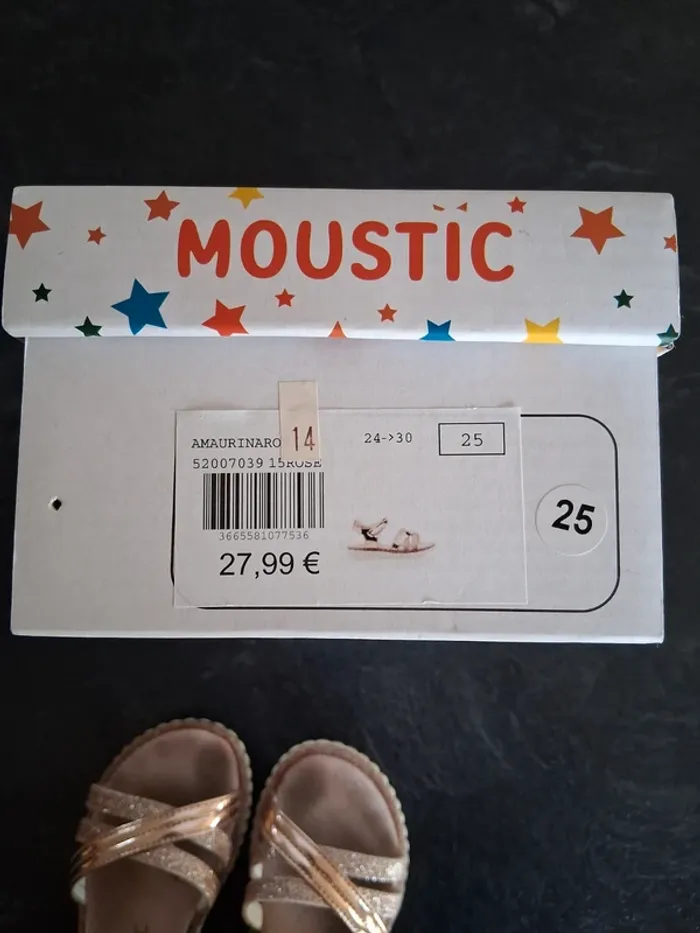 MOUSTIC
AMAURINARO 14 24->30 25
52007039 15ROSE
3665581077536
27,99 €
25